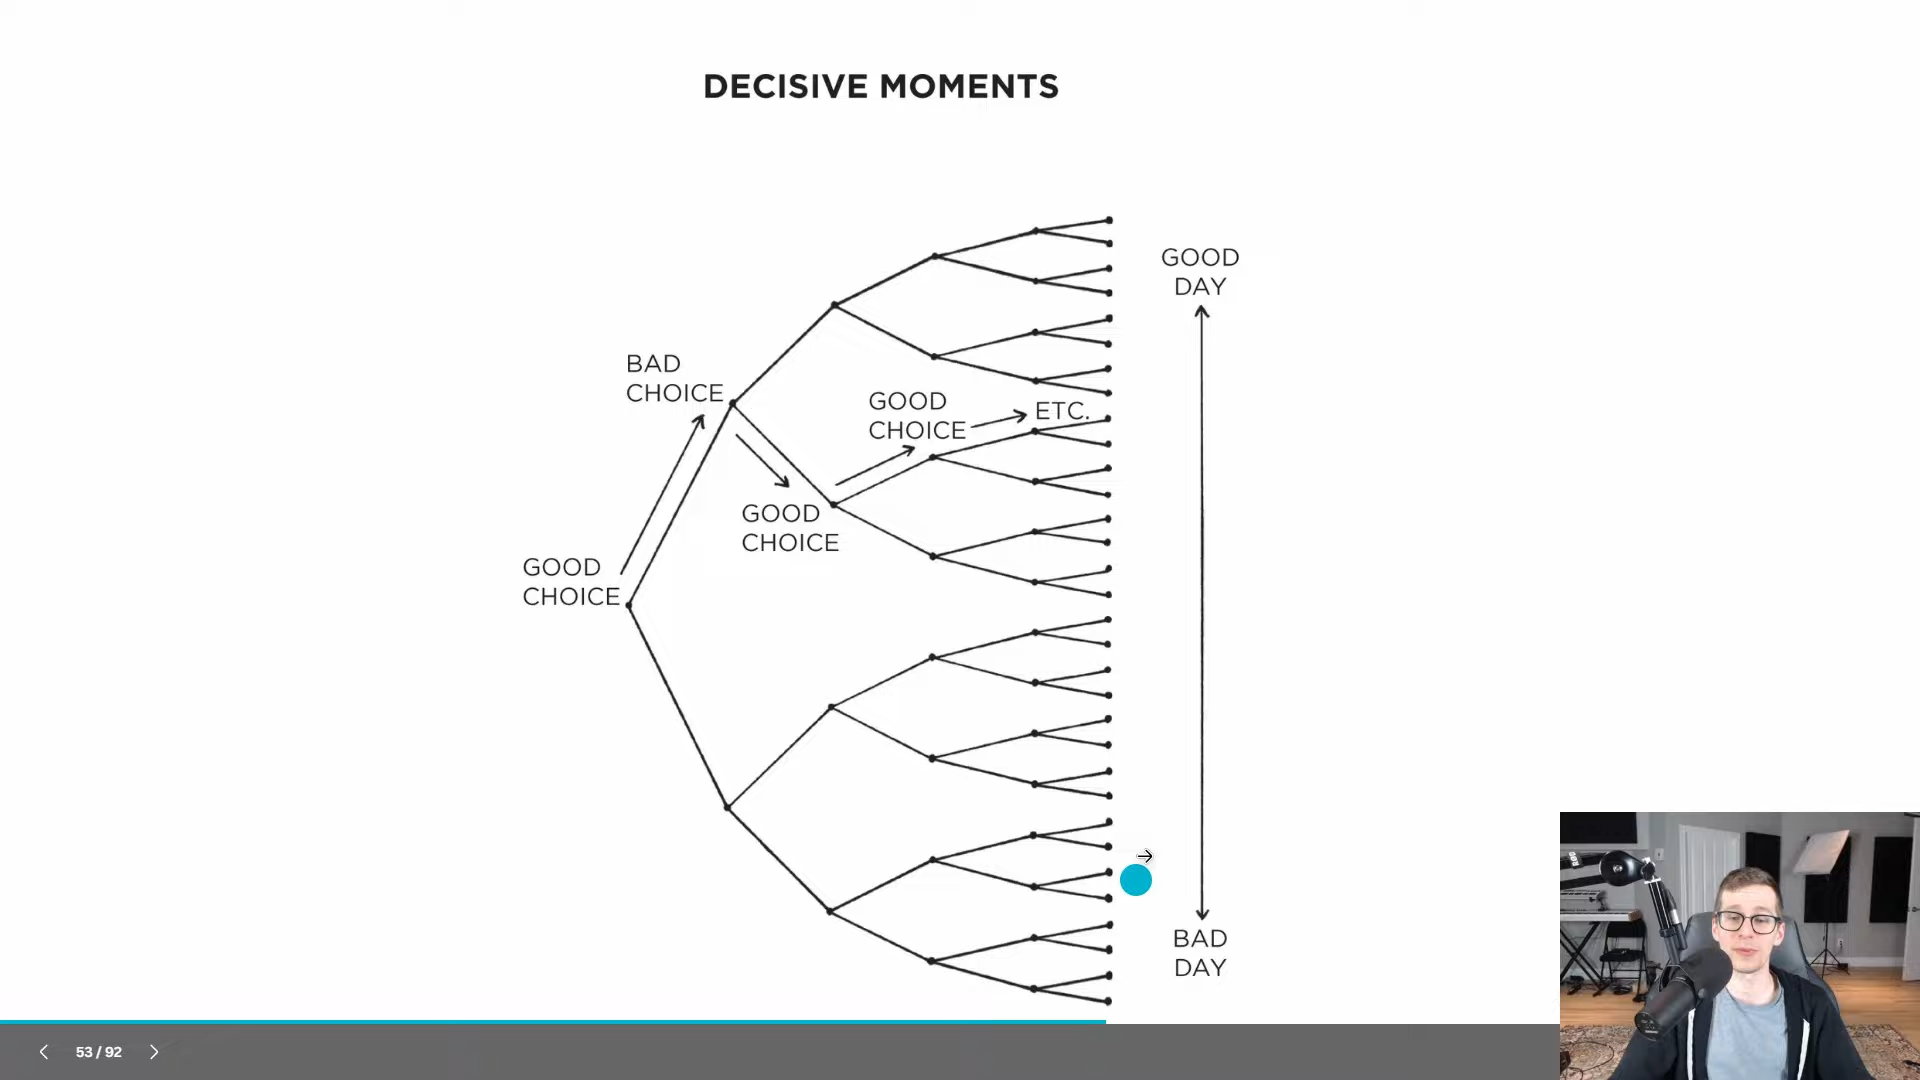 DECISIVE MOMENTS
GOOD
DAY
BAD
CHOICE
GOOD
CHOICE
ETC.
GOOD
CHOICE
GOOD
CHOICE
BAD
DAY
53 / 92